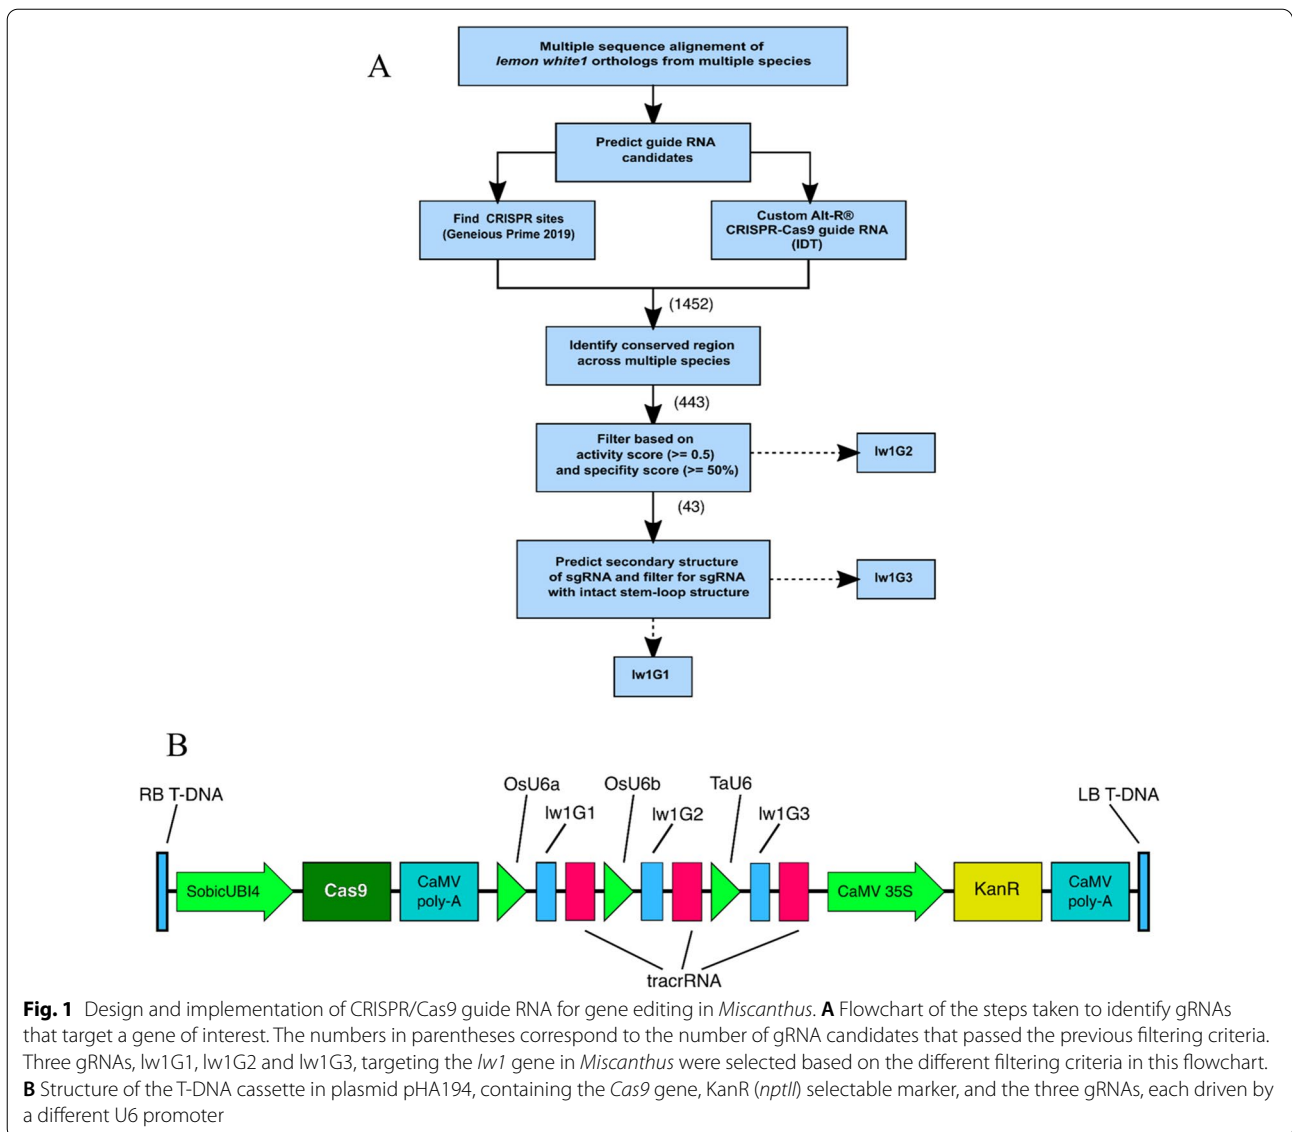 A
Multiple sequence alignement of
lemon white1 orthologs from multiple species
Predict guide RNA
candidates
Find CRISPR sites
(Geneious Prime 2019)
Custom Alt-R®
CRISPR-Cas9 guide RNA
(IDT)
(1452)
Identify conserved region
across multiple species
(443)
Filter based on
activity score (>= 0.5)
and specifity score (>= 50%)
lw1G2
(43)
Predict secondary structure
of sgRNA and filter for sgRNA
with intact stem-loop structure
lw1G3
lw1G1
B
RB T-DNA
OsU6a
lw1G1
OsU6b
lw1G2
TaU6
lw1G3
LB T-DNA
SobicUBI4
Cas9
CaMV
poly-A
CaMV 35S
KanR
CaMV
poly-A
tracrRNA
Fig. 1 Design and implementation of CRISPR/Cas9 guide RNA for gene editing in Miscanthus. A Flowchart of the steps taken to identify gRNAs
that target a gene of interest. The numbers in parentheses correspond to the number of gRNA candidates that passed the previous filtering criteria.
Three gRNAs, lw1G1, lw1G2 and lw1G3, targeting the lw1 gene in Miscanthus were selected based on the different filtering criteria in this flowchart.
B Structure of the T-DNA cassette in plasmid pHA194, containing the Cas9 gene, KanR (nptII) selectable marker, and the three gRNAs, each driven by
a different U6 promoter